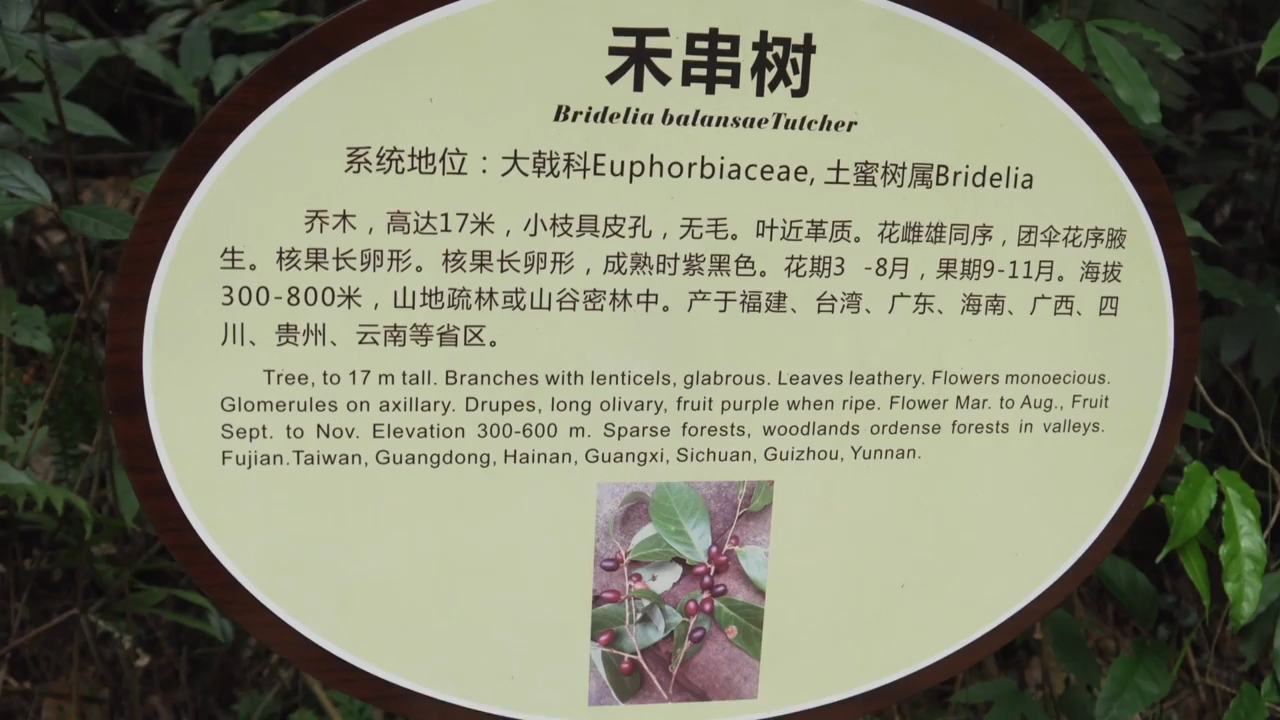 禾串树
Bridelia balansaeTutcher
系统地位：大戟科Euphorbiaceae, 土蜜树属Bridelia
乔木，高达17米，小枝具皮孔，无毛。叶近革质。花雌雄同序，团伞花序腋
生。核果长卵形。核果长卵形，成熟时紫黑色。花期3 -8月，果期9-11月。海拔
300-800米，山地疏林或山谷密林中。产于福建、台湾、广东、海南、广西、四
川、贵州、云南等省区。
Tree, to 17 m tall. Branches with lenticels, glabrous. Leaves leathery. Flowers monoecious.
Glomerules on axillary. Drupes, long olivary, fruit purple when ripe. Flower Mar. to Aug., Fruit
Sept. to Nov. Elevation 300-600 m. Sparse forests, woodlands ordense forests in valleys.
Fujian.Taiwan, Guangdong, Hainan, Guangxi, Sichuan, Guizhou, Yunnan.